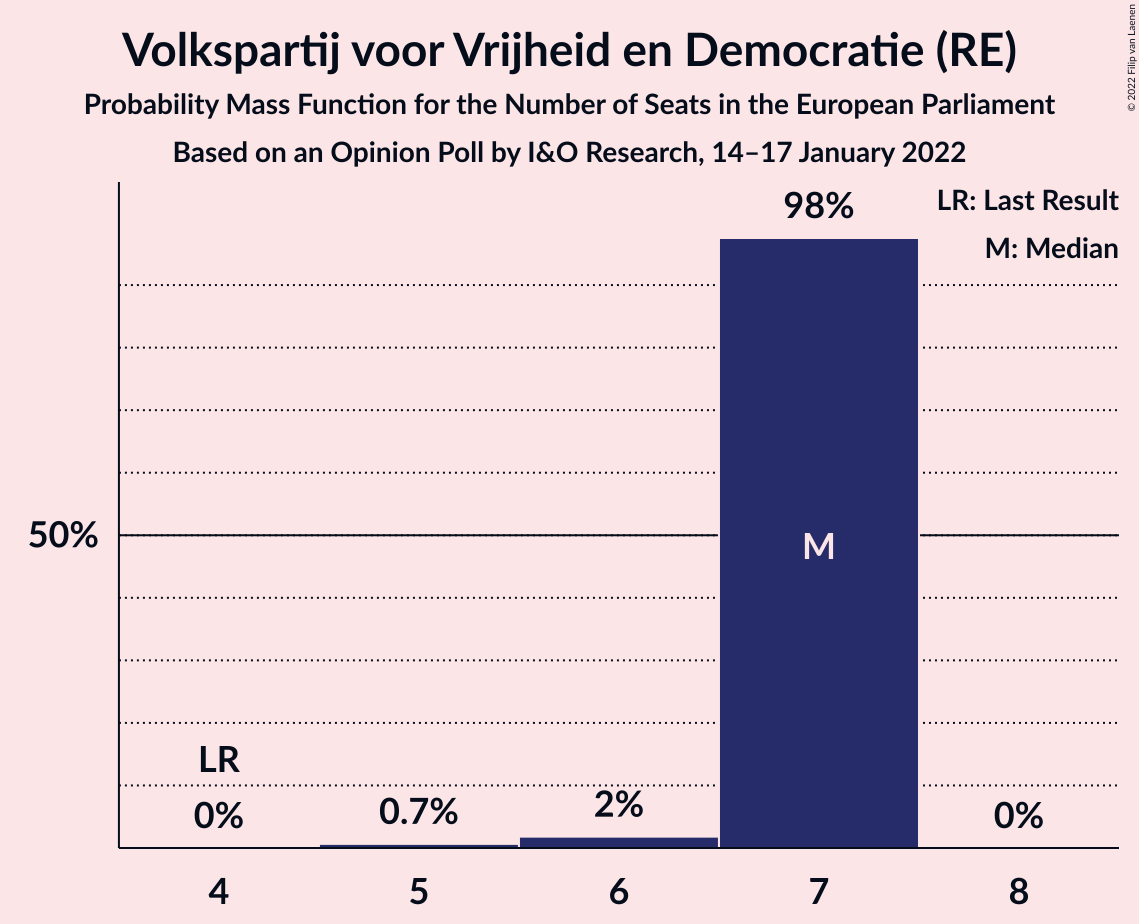 Volkspartij voor Vrijheid en Democratie (RE)
Probability Mass Function for the Number of Seats in the European Parliament
Based on an Opinion Poll by I&O Research, 14–17 January 2022
© 2022 Filip van Laenen
LR: Last Result
M: Median
98%
50%
M
LR
0%
0.7%
2%
0%
4
5
6
7
8